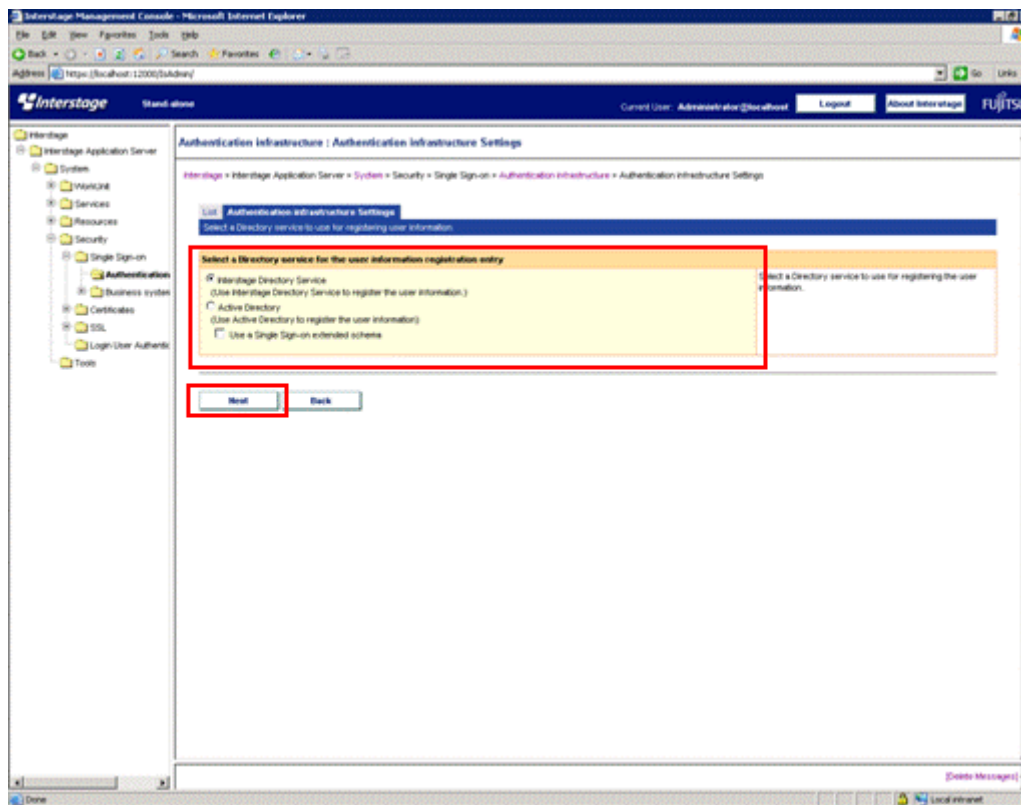 Interstage Management Console - Microsoft Internet Explorer
File Edit View Favorites Tools Help
Back Search Favorites
Address https://localhost:12000/IsAdmin/ Go Links
Interstage Stand-alone Current User: Administrator@localhost Logout About Interstage FUJITSU
Interstage
Interstage Application Server
System
WorkUnit
Services
Resources
Security
Single Sign-on
Authentication
Business system
Certificates
SSL
Login User Authentic
Tools
Authentication infrastructure : Authentication infrastructure Settings
Interstage > Interstage Application Server > System > Security > Single Sign-on > Authentication infrastructure > Authentication infrastructure Settings
List Authentication infrastructure Settings
Select a Directory service to use for registering user information.
Select a Directory service for the user information registration entry
Interstage Directory Service
(Use Interstage Directory Service to register the user information.)
Active Directory
(Use Active Directory to register the user information)
Use a Single Sign-on extended schema
Select a Directory service to use for registering the user
information.
Next Back
[Delete Messages]
Done Local intranet